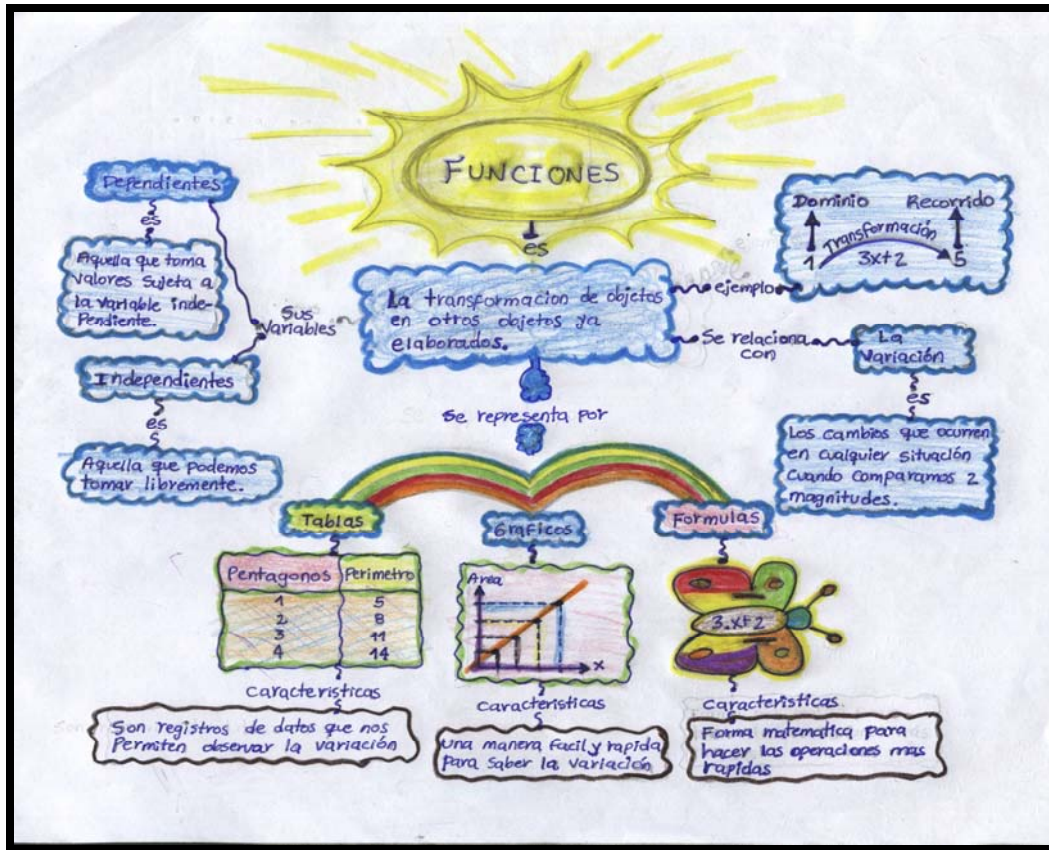 FUNCIONES
es
La transformacion de objetos
en otros objetos ya
elaborados.
ejemplo
Dominio Recorrido
Transformación
1 3x+2 5
Se relaciona
con
La
Variación
es
Los cambios que ocurren
en cualquier situación
cuando comparamos 2
magnitudes.
Sus
Variables
Dependientes
es
Aquella que toma
valores sujeta a
la variable inde-
pendiente.
Independientes
es
Aquella que podemos
tomar libremente.
Se representa por
Tablas
Pentagonos Perimetro
1 5
2 8
3 11
4 14
caracteristicas
Son registros de datos que nos
Permiten observar la variación
Graficos
Area
x
caracteristicas
una manera facil y rapida
para saber la variación
Formulas
3.x+2
caracteristicas
Forma matematica para
hacer las operaciones mas
rapidas